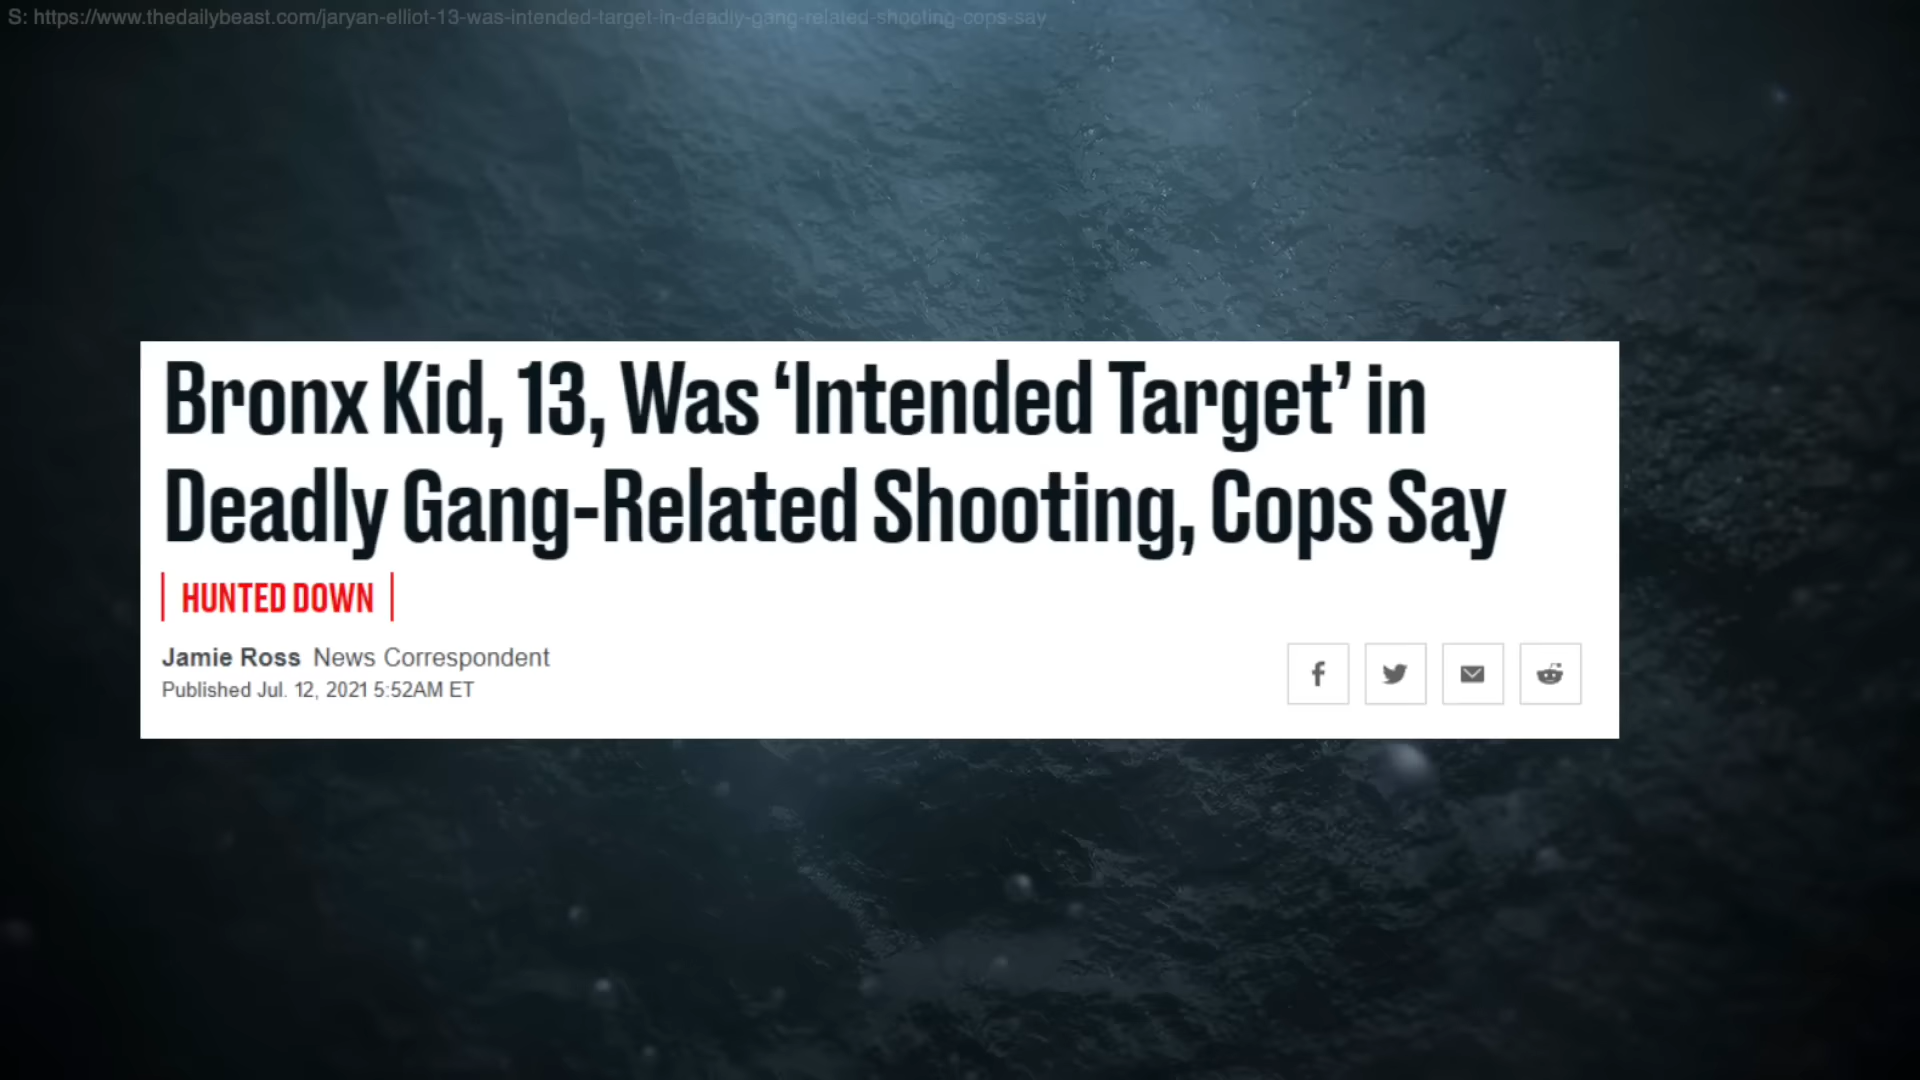 S: https://www.thedailybeast.com/jaryan-elliot-13-was-intended-target-in-deadly-gang-related-shooting-cops-say
Bronx Kid, 13, Was ‘Intended Target’ in
Deadly Gang-Related Shooting, Cops Say
HUNTED DOWN
Jamie Ross News Correspondent
Published Jul. 12, 2021 5:52AM ET